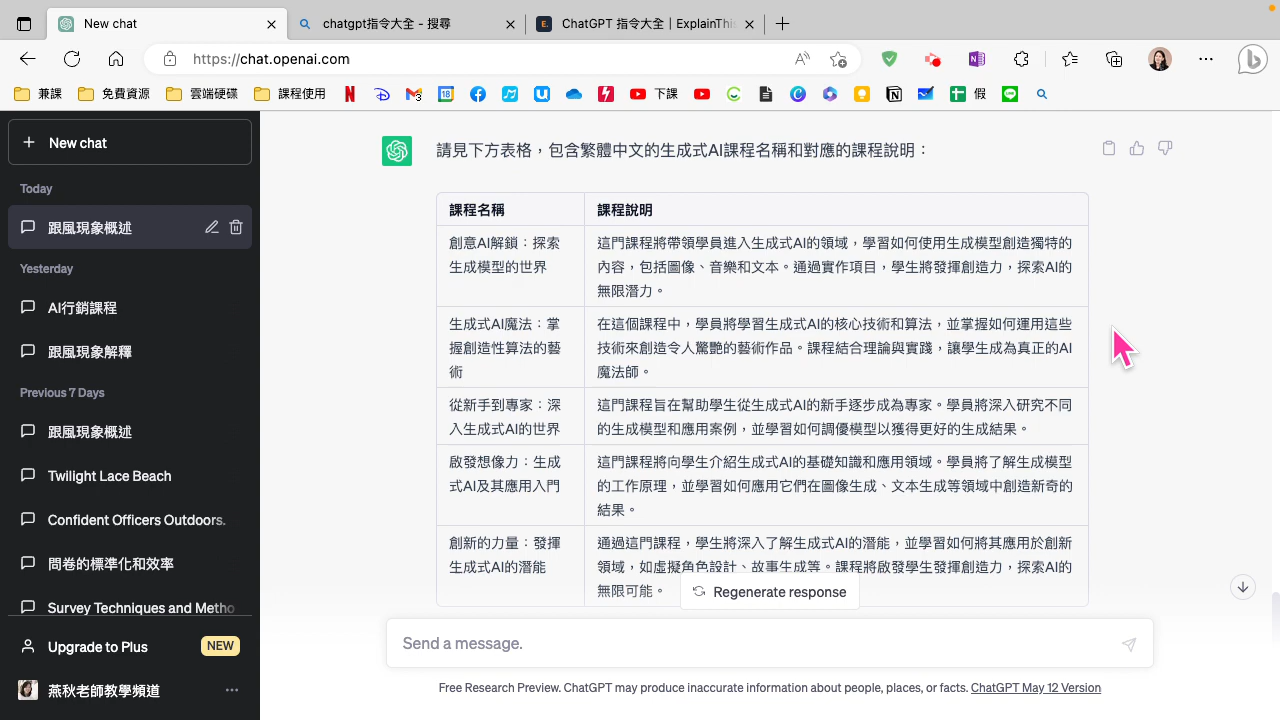 New chat
chatgpt指令大全 - 搜尋
ChatGPT 指令大全 | ExplainThis
https://chat.openai.com
兼課
免費資源
雲端硬碟
課程使用
下課
假
New chat
Today
跟風現象概述
Yesterday
AI行銷課程
跟風現象解釋
Previous 7 Days
跟風現象概述
Twilight Lace Beach
Confident Officers Outdoors.
問卷的標準化和效率
Survey Techniques and Metho
Upgrade to Plus
NEW
燕秋老師教學頻道
請見下方表格，包含繁體中文的生成式AI課程名稱和對應的課程說明：
課程名稱
課程說明
創意AI解鎖：探索
生成模型的世界
這門課程將帶領學員進入生成式AI的領域，學習如何使用生成模型創造獨特的
內容，包括圖像、音樂和文本。通過實作項目，學生將發揮創造力，探索AI的
無限潛力。
生成式AI魔法：掌
握創造性算法的藝
術
在這個課程中，學員將學習生成式AI的核心技術和算法，並掌握如何運用這些
技術來創造令人驚艷的藝術作品。課程結合理論與實踐，讓學生成為真正的AI
魔法師。
從新手到專家：深
入生成式AI的世界
這門課程旨在幫助學生從生成式AI的新手逐步成為專家。學員將深入研究不同
的生成模型和應用案例，並學習如何調優模型以獲得更好的生成結果。
啟發想像力：生成
式AI及其應用入門
這門課程將向學生介紹生成式AI的基礎知識和應用領域。學員將了解生成模型
的工作原理，並學習如何應用它們在圖像生成、文本生成等領域中創造新奇的
結果。
創新的力量：發揮
生成式AI的潛能
通過這門課程，學生將深入了解生成式AI的潛能，並學習如何將其應用於創新
領域，如虛擬角色設計、故事生成等。課程將啟發學生發揮創造力，探索AI的
無限可能。
Regenerate response
Send a message.
Free Research Preview. ChatGPT may produce inaccurate information about people, places, or facts. ChatGPT May 12 Version